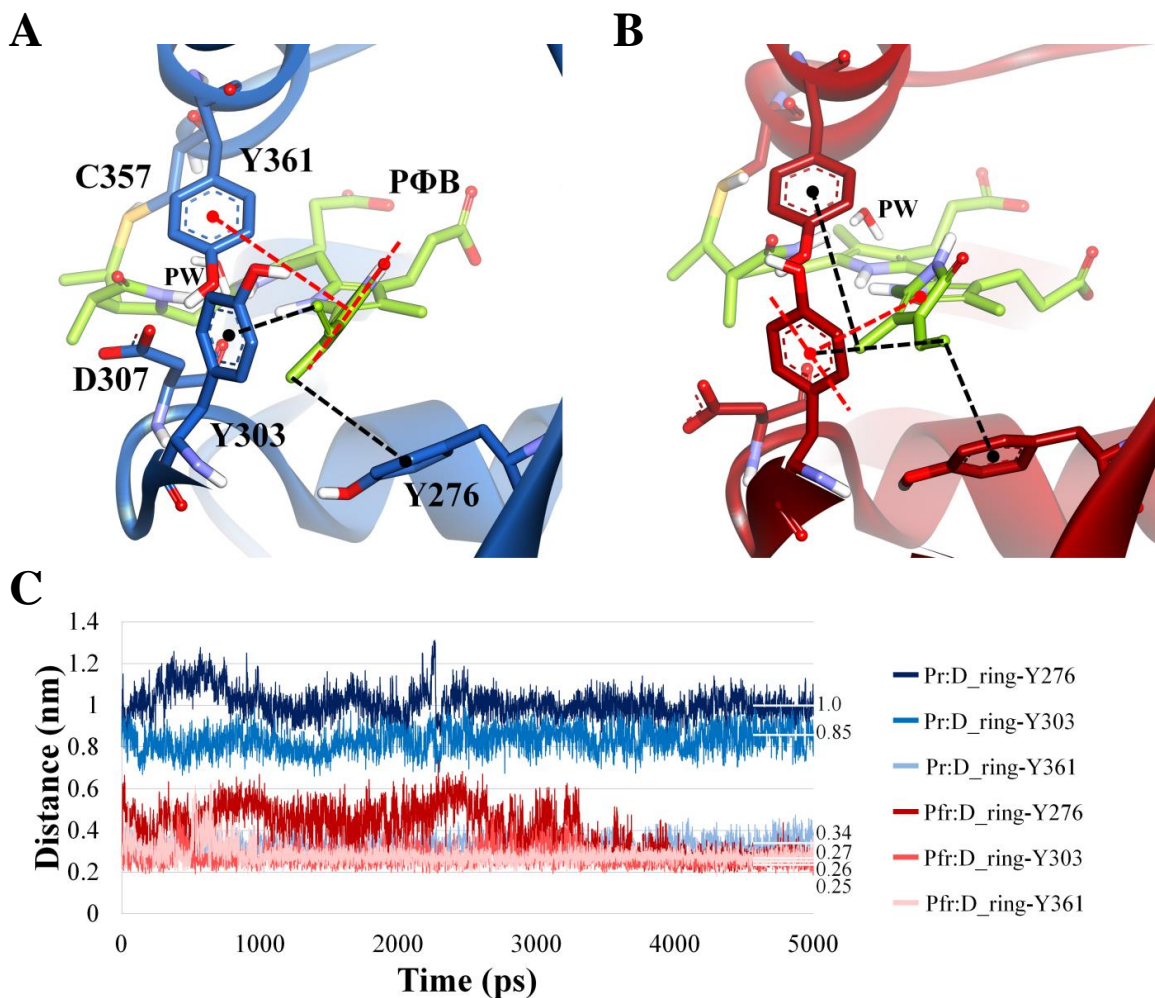 A
B
Y361
C357
PΦB
PW
PW
D307
Y303
Y276
C
Distance (nm)
1.4
1.2
1
0.8
0.6
0.4
0.2
0
1.0
0.85
0.34
0.27
0.26
0.25
0
1000
2000
3000
4000
5000
Time (ps)
Pr:D_ring-Y276
Pr:D_ring-Y303
Pr:D_ring-Y361
Pfr:D_ring-Y276
Pfr:D_ring-Y303
Pfr:D_ring-Y361